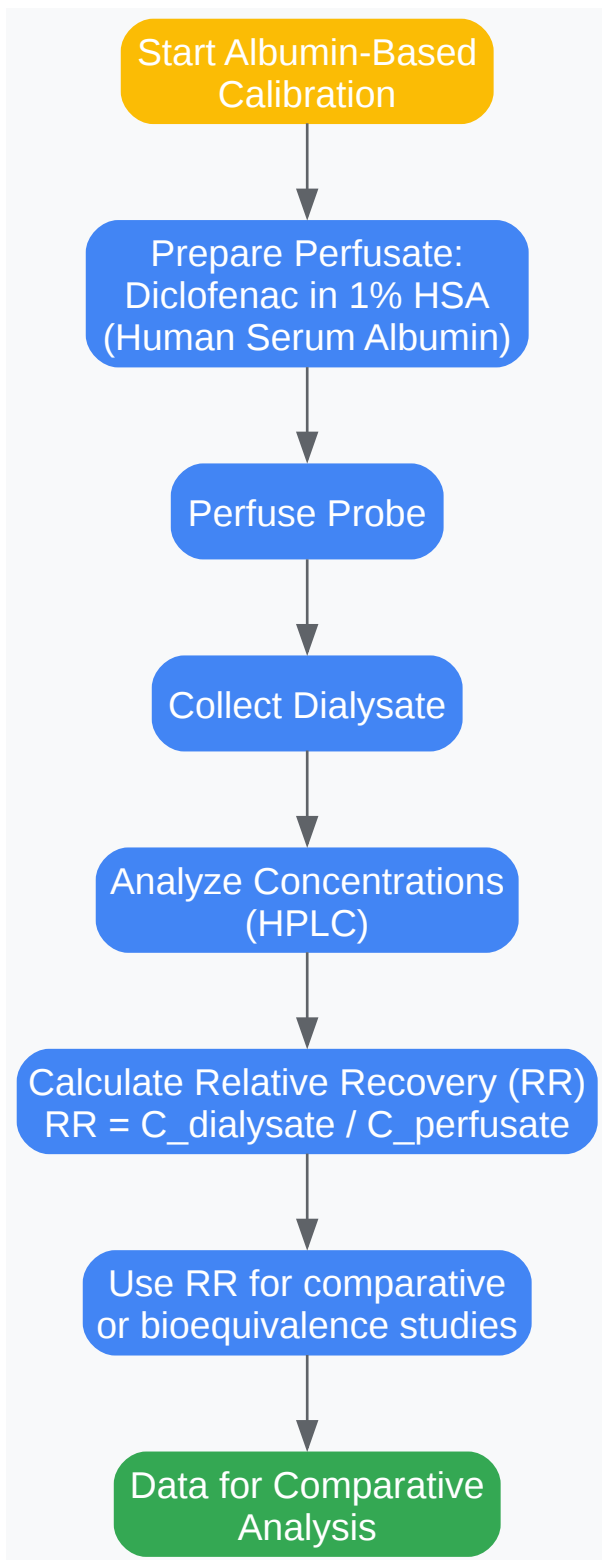 Start Albumin-Based
Calibration
Prepare Perfusate:
Diclofenac in 1% HSA
(Human Serum Albumin)
Perfuse Probe
Collect Dialysate
Analyze Concentrations
(HPLC)
Calculate Relative Recovery (RR)
RR = C_dialysate / C_perfusate
Use RR for comparative
or bioequivalence studies
Data for Comparative
Analysis